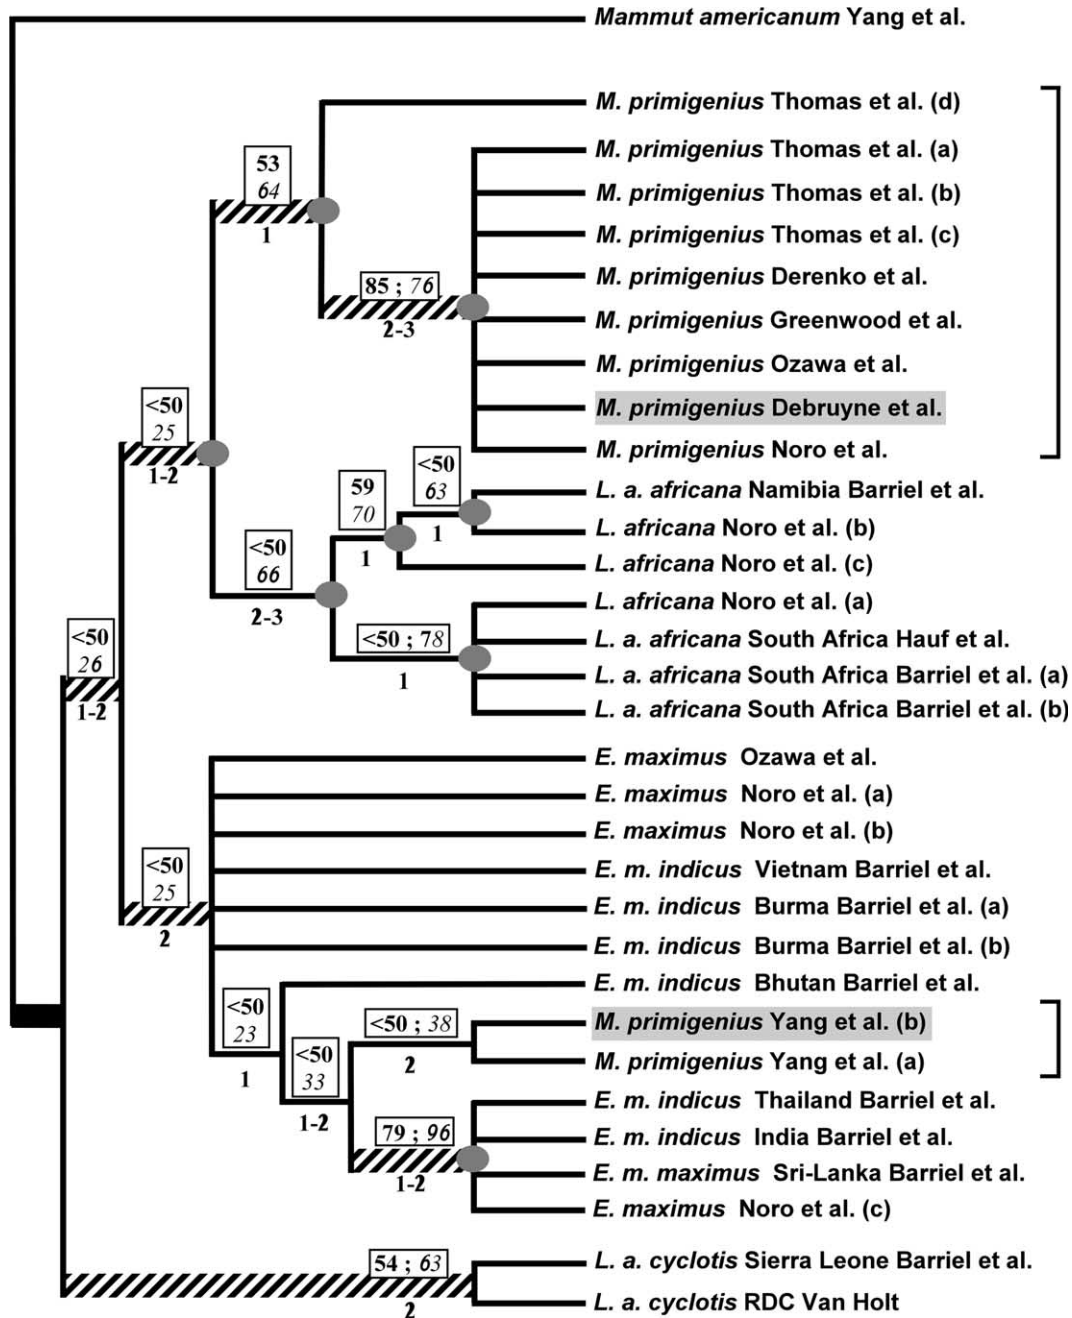 Mammut americanum Yang et al.
M. primigenius Thomas et al. (d)
M. primigenius Thomas et al. (a)
53
64
M. primigenius Thomas et al. (b)
1
M. primigenius Thomas et al. (c)
85 ; 76
M. primigenius Derenko et al.
2-3
M. primigenius Greenwood et al.
M. primigenius Ozawa et al.
<50
25
M. primigenius Debruyne et al.
1-2
M. primigenius Noro et al.
<50
63
L. a. africana Namibia Barriel et al.
59
70
1
L. africana Noro et al. (b)
1
<50
66
L. africana Noro et al. (c)
2-3
L. africana Noro et al. (a)
<50 ; 78
L. a. africana South Africa Hauf et al.
1
<50
26
L. a. africana South Africa Barriel et al. (a)
1-2
L. a. africana South Africa Barriel et al. (b)
E. maximus Ozawa et al.
E. maximus Noro et al. (a)
E. maximus Noro et al. (b)
<50
25
E. m. indicus Vietnam Barriel et al.
2
E. m. indicus Burma Barriel et al. (a)
E. m. indicus Burma Barriel et al. (b)
E. m. indicus Bhutan Barriel et al.
<50
23
1
<50 ; 38
M. primigenius Yang et al. (b)
2
M. primigenius Yang et al. (a)
<50
33
1-2
E. m. indicus Thailand Barriel et al.
79 ; 96
E. m. indicus India Barriel et al.
1-2
E. m. maximus Sri-Lanka Barriel et al.
E. maximus Noro et al. (c)
54 ; 63
L. a. cyclotis Sierra Leone Barriel et al.
2
L. a. cyclotis RDC Van Holt